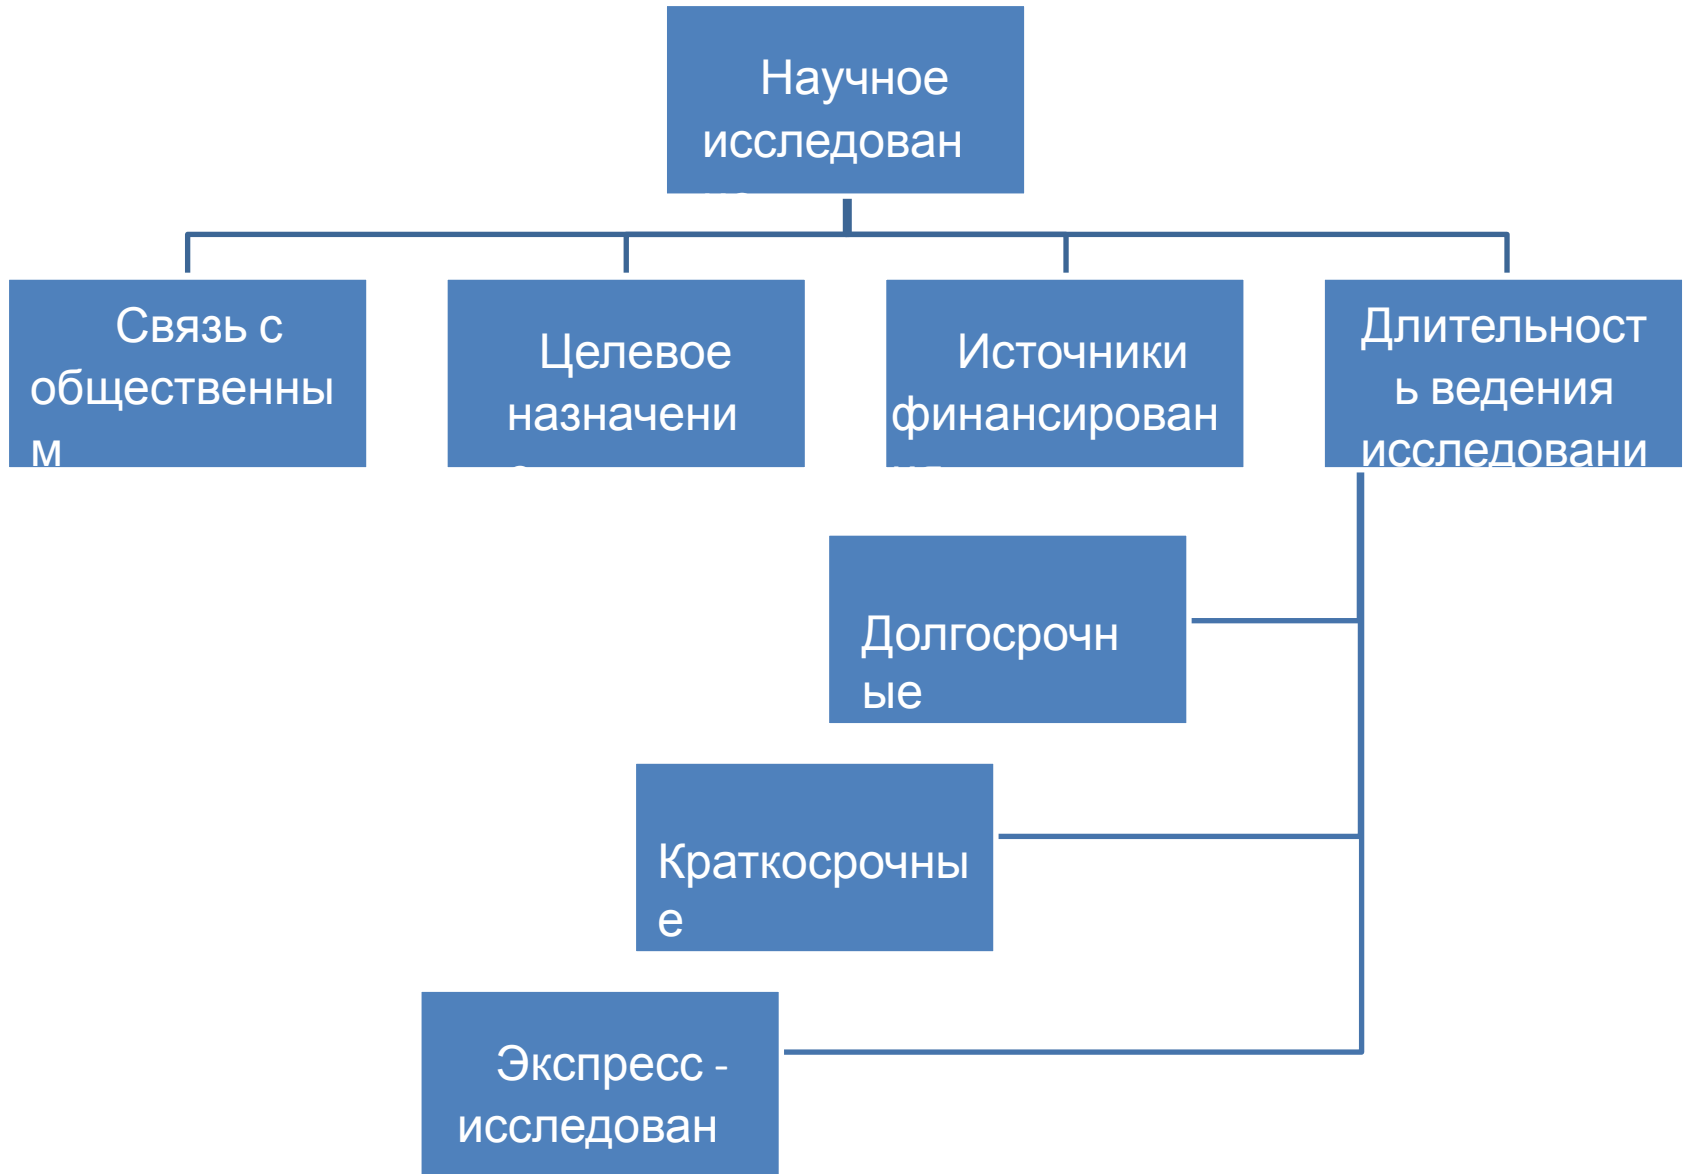 Научное
исследован
Связь с
общественны
м
Целевое
назначени
Источники
финансирован
Длительност
ь ведения
исследовани
Долгосрочн
ые
Краткосрочны
е
Экспресс -
исследован